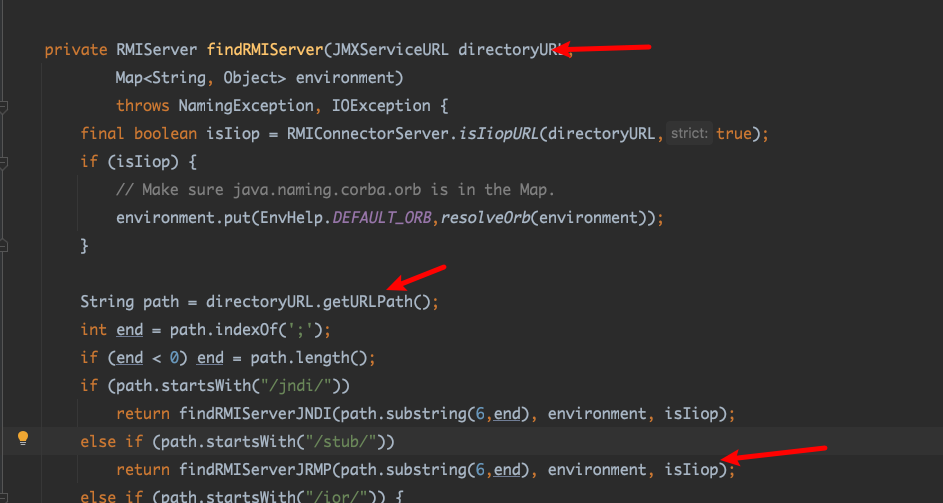 private RMIServer findRMIServer(JMXServiceURL directoryURL,
Map<String, Object> environment)
throws NamingException, IOException {
final boolean isIiop = RMIConnectorServer.isIiopURL(directoryURL, strict: true);
if (isIiop) {
// Make sure java.naming.corba.orb is in the Map.
environment.put(EnvHelp.DEFAULT_ORB,resolveOrb(environment));
}
String path = directoryURL.getURLPath();
int end = path.indexOf(';');
if (end < 0) end = path.length();
if (path.startsWith("/jndi/"))
return findRMIServerJNDI(path.substring(6,end), environment, isIiop);
else if (path.startsWith("/stub/"))
return findRMIServerJRMP(path.substring(6,end), environment, isIiop);
else if (path.startsWith("/ior/")) {